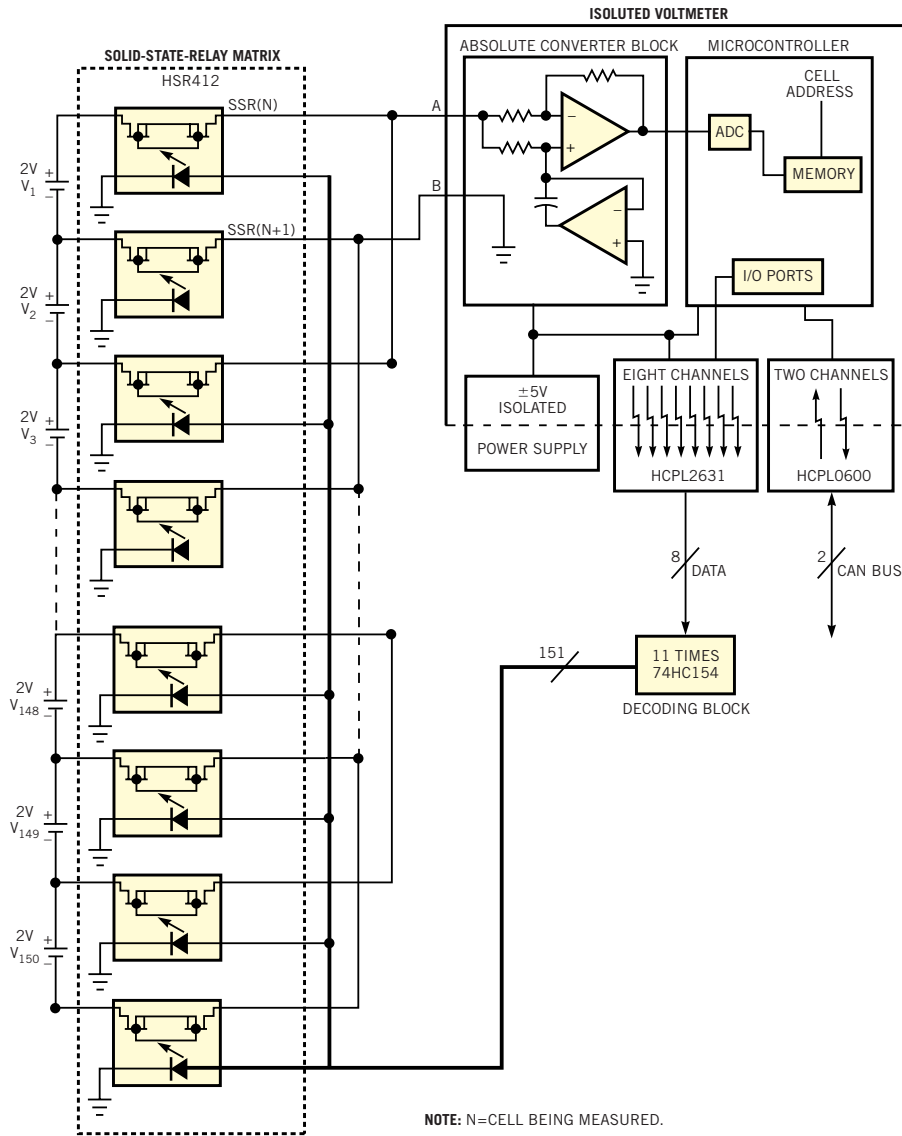 ISOLUTED VOLTMETER
SOLID-STATE-RELAY MATRIX
HSR412
SSR(N)
SSR(N+1)
2V
V1
+
−
2V
V2
+
−
2V
V3
+
−
2V
V148
+
−
2V
V149
+
−
2V
V150
+
−
A
B
ABSOLUTE CONVERTER BLOCK
−
+
−
+
MICROCONTROLLER
CELL
ADDRESS
ADC
MEMORY
I/O PORTS
±5V
ISOLATED
POWER SUPPLY
EIGHT CHANNELS
HCPL2631
TWO CHANNELS
HCPL0600
8
DATA
2
CAN BUS
151
11 TIMES
74HC154
DECODING BLOCK
NOTE: N=CELL BEING MEASURED.